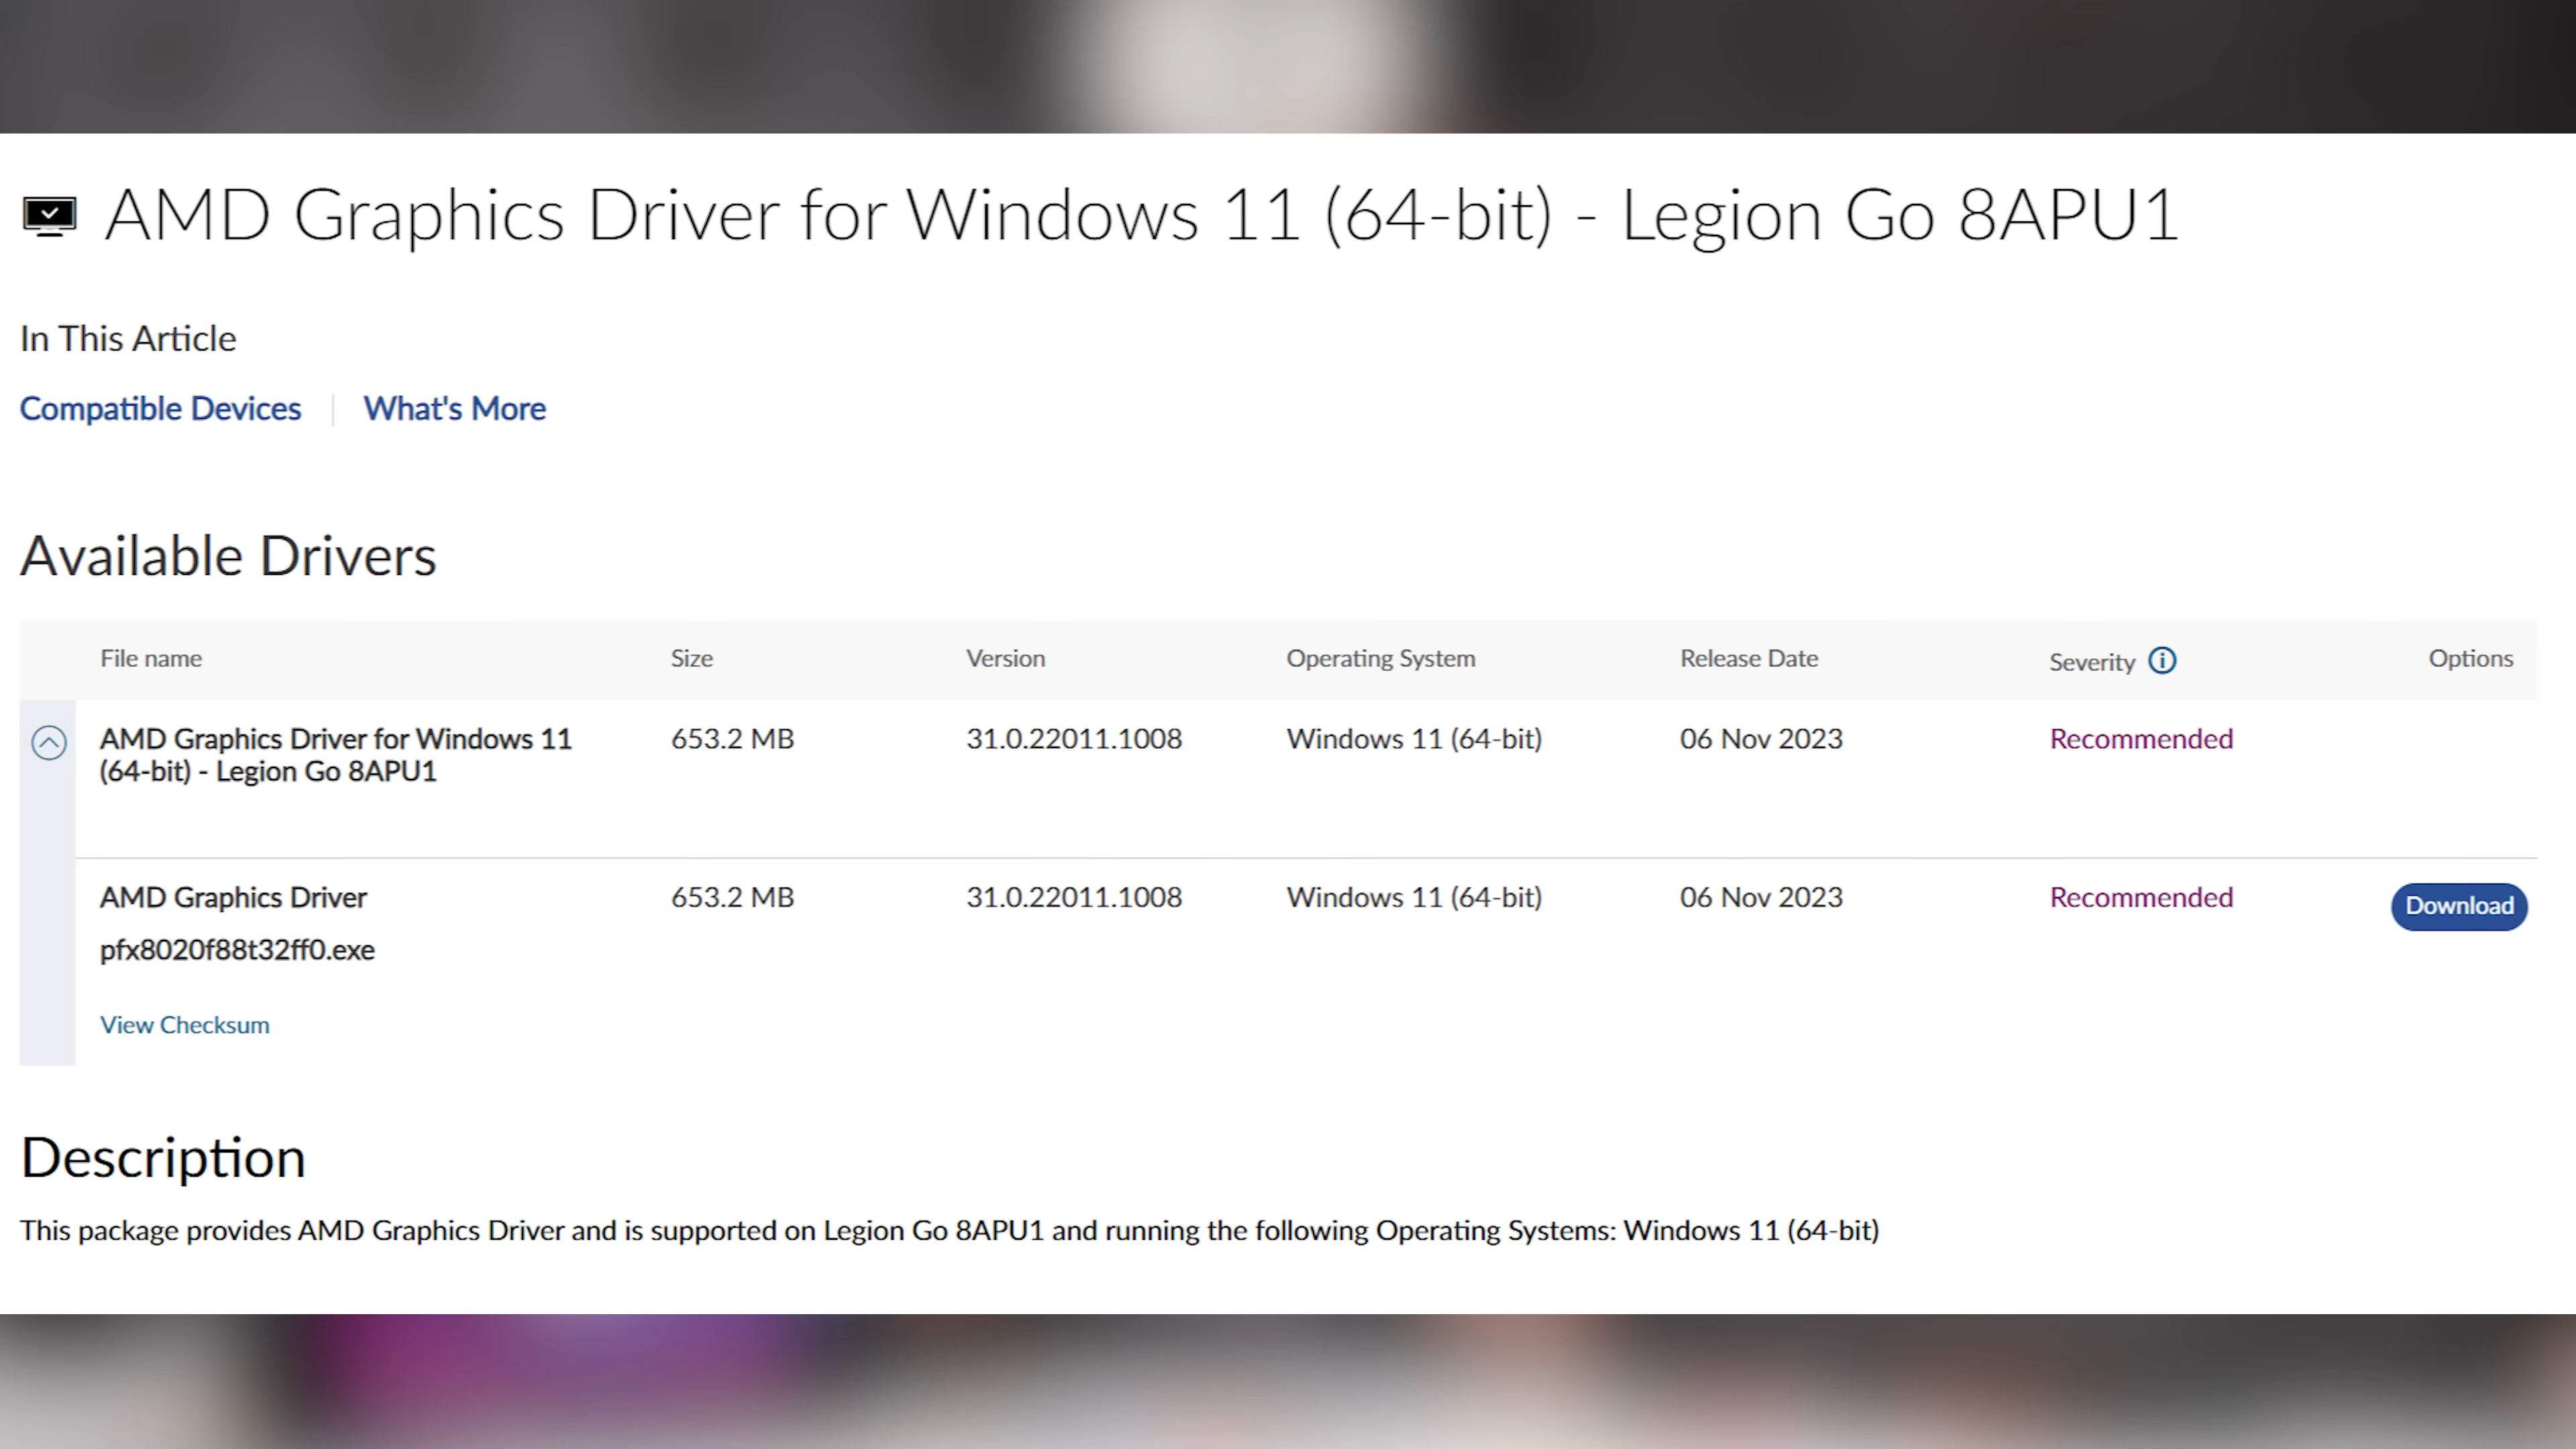 AMD Graphics Driver for Windows 11 (64-bit) - Legion Go 8APU1
In This Article
Compatible Devices | What's More
Available Drivers
File name Size Version Operating System Release Date Severity Options
AMD Graphics Driver for Windows 11 653.2 MB 31.0.22011.1008 Windows 11 (64-bit) 06 Nov 2023 Recommended
(64-bit) - Legion Go 8APU1
AMD Graphics Driver 653.2 MB 31.0.22011.1008 Windows 11 (64-bit) 06 Nov 2023 Recommended Download
pfx8020f88t32ff0.exe
View Checksum
Description
This package provides AMD Graphics Driver and is supported on Legion Go 8APU1 and running the following Operating Systems: Windows 11 (64-bit)